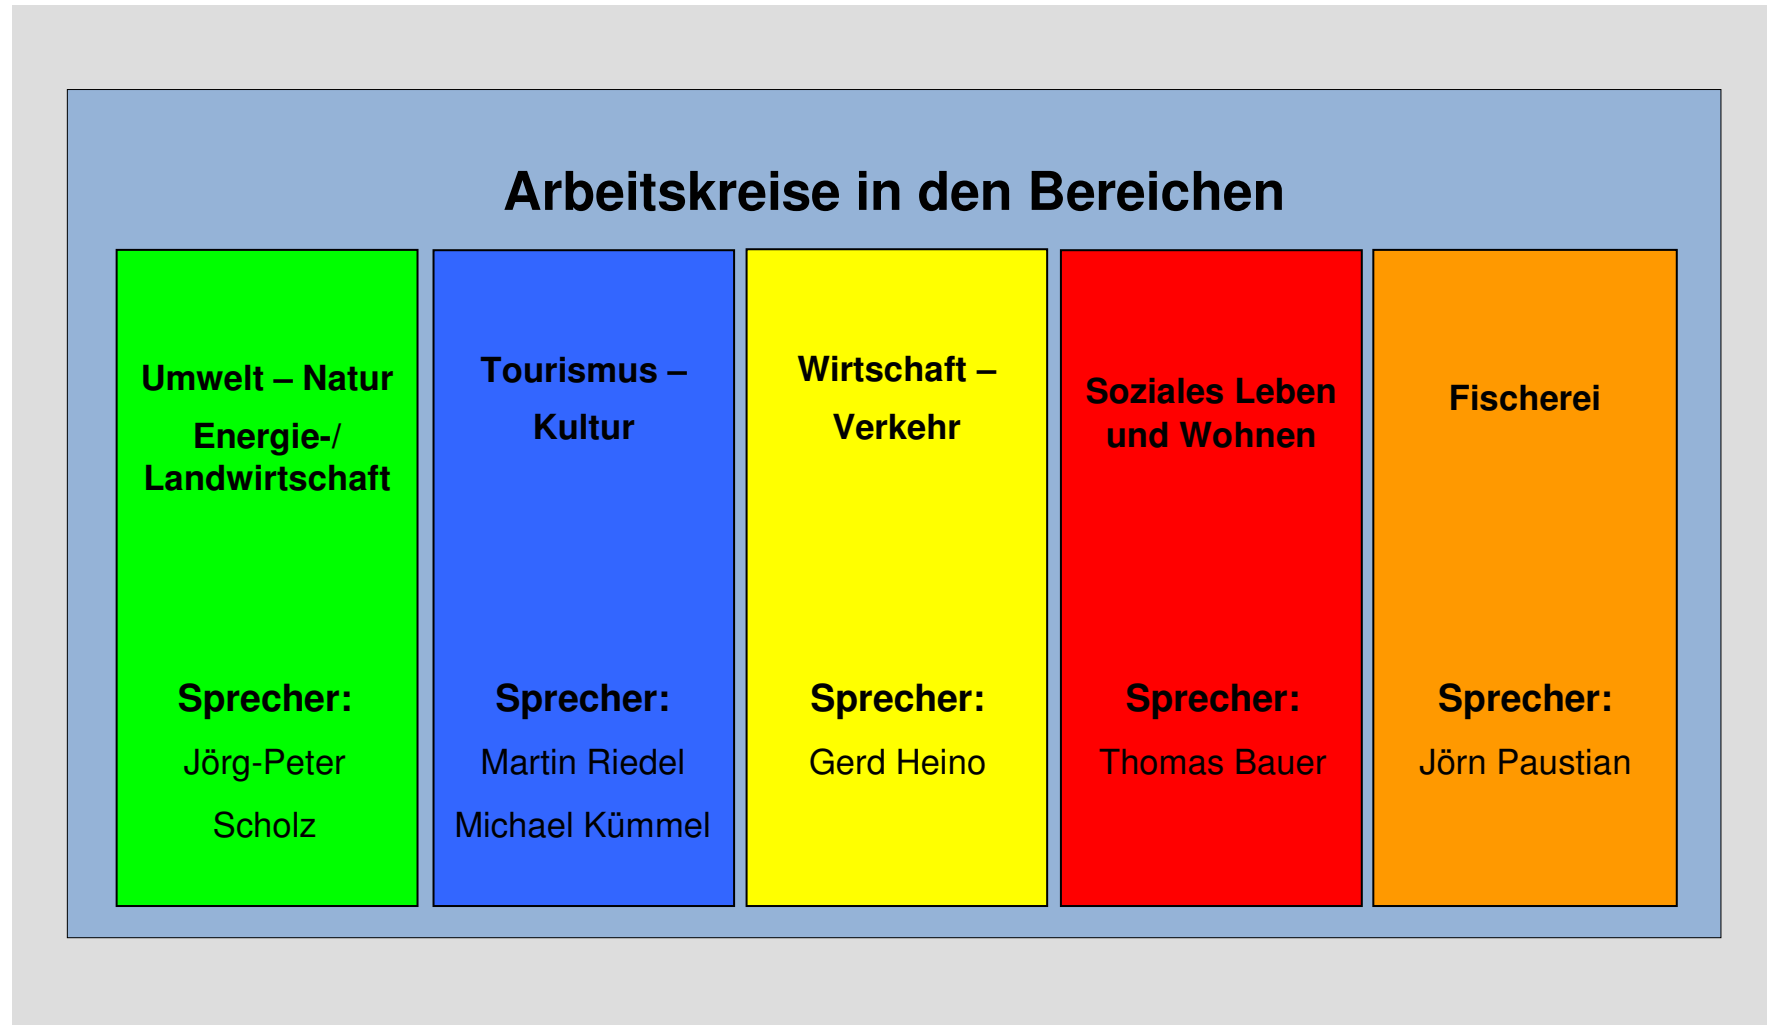 Arbeitskreise in den Bereichen
Umwelt – Natur
Energie-/
Landwirtschaft
Sprecher:
Jörg-Peter
Scholz
Tourismus –
Kultur
Sprecher:
Martin Riedel
Michael Kümmel
Wirtschaft –
Verkehr
Sprecher:
Gerd Heino
Soziales Leben
und Wohnen
Sprecher:
Thomas Bauer
Fischerei
Sprecher:
Jörn Paustian